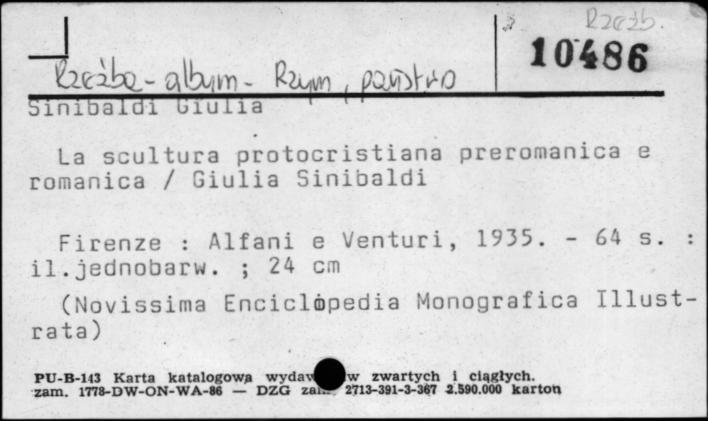 Rzeźb.
10486
Rzeźba - album - Rzym, państwo
Sinibaldi Giulia
La scultura protocristiana preromanica e
romanica / Giulia Sinibaldi
Firenze : Alfani e Venturi, 1935. - 64 s. :
il.jednobarw. ; 24 cm
(Novissima Enciclopedia Monografica Illust-
rata)
PU-B-143 Karta katalogowa wydaw w zwartych i ciągłych.
zam. 1778-DW-ON-WA-86 — DZG zam. 2713-391-3-367 2.590.000 karton